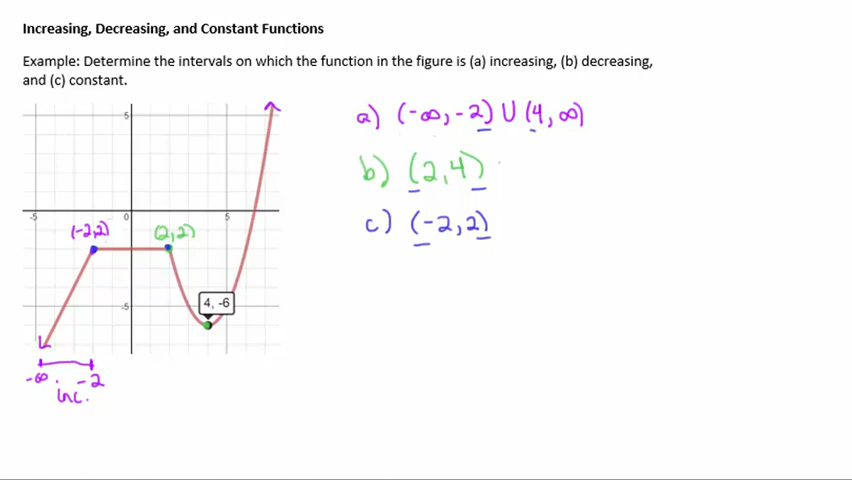 Increasing, Decreasing, and Constant Functions
Example: Determine the intervals on which the function in the figure is (a) increasing, (b) decreasing,
and (c) constant.
a) (-∞, -2) U (4, ∞)
b) (2, 4)
c) (-2, 2)
5
-5
0
5
(-2,2)
(2,2)
-5
4, -6
-∞
-2
inc.